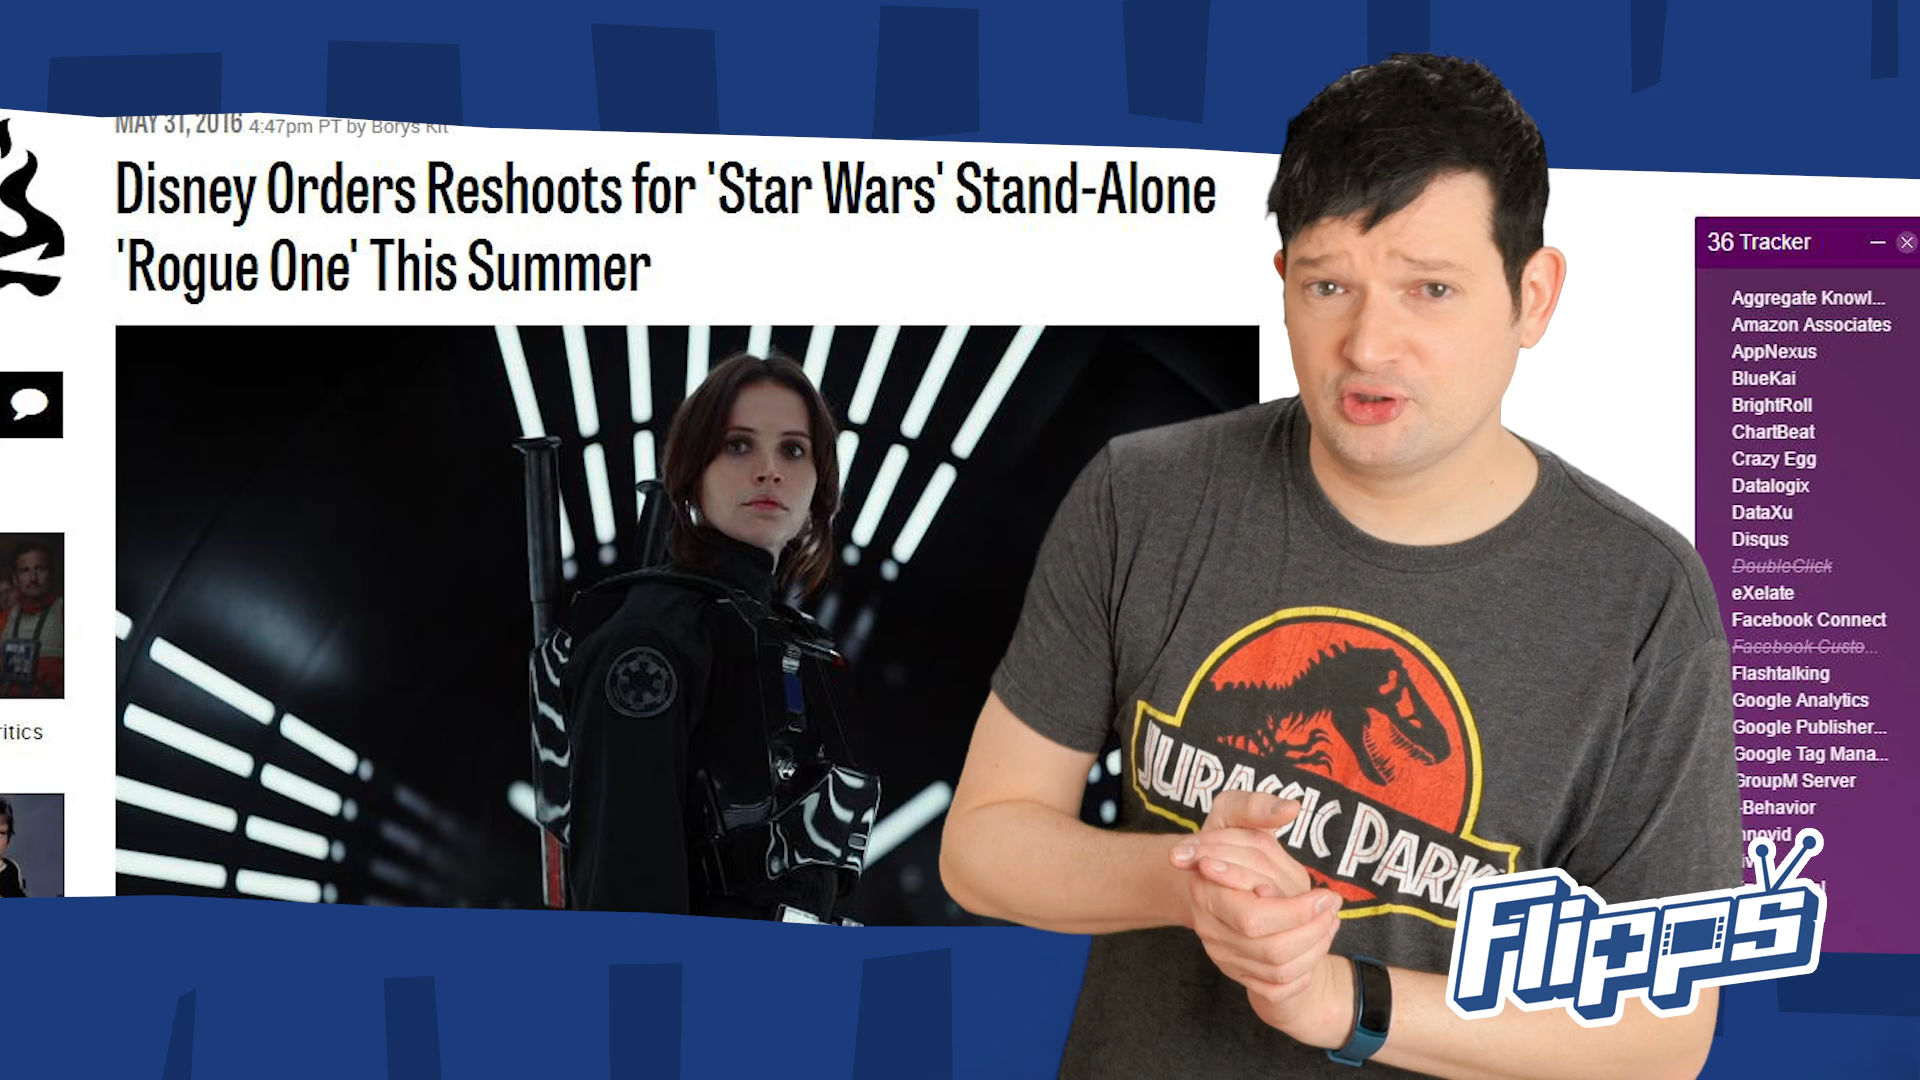 MAY 31, 2016 4:47pm PT by Borys Kit
Disney Orders Reshoots for 'Star Wars' Stand-Alone
'Rogue One' This Summer
ritics
36 Tracker
Aggregate Knowl...
Amazon Associates
AppNexus
BlueKai
BrightRoll
ChartBeat
Crazy Egg
Datalogix
DataXu
Disqus
DoubleClick
eXelate
Facebook Connect
Facebook Custo...
Flashtalking
Google Analytics
Google Publisher...
Google Tag Mana...
GroupM Server
-Behavior
nnovid
JURASSIC PARK
Flipps